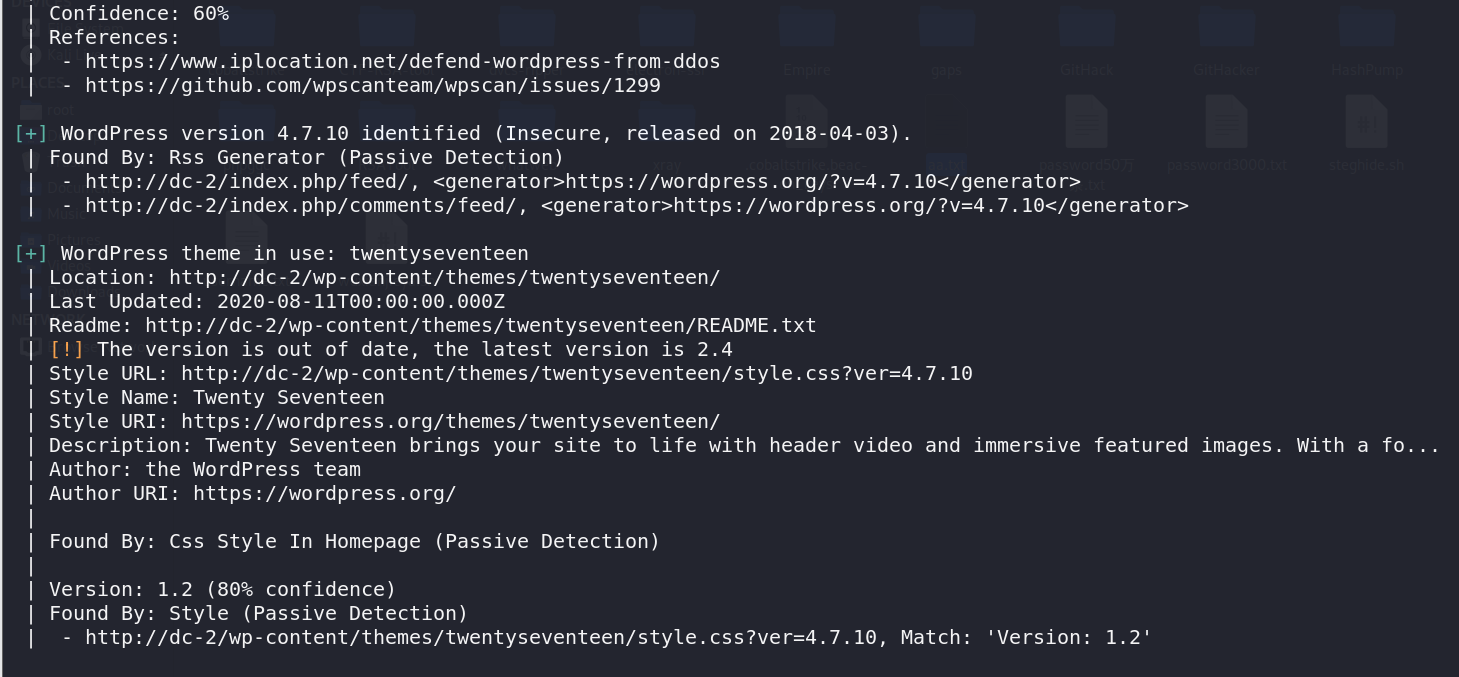 | Confidence: 60%
| References:
|  - https://www.iplocation.net/defend-wordpress-from-ddos
|  - https://github.com/wpscanteam/wpscan/issues/1299
[+] WordPress version 4.7.10 identified (Insecure, released on 2018-04-03).
| Found By: Rss Generator (Passive Detection)
|  - http://dc-2/index.php/feed/, <generator>https://wordpress.org/?v=4.7.10</generator>
|  - http://dc-2/index.php/comments/feed/, <generator>https://wordpress.org/?v=4.7.10</generator>
[+] WordPress theme in use: twentyseventeen
| Location: http://dc-2/wp-content/themes/twentyseventeen/
| Last Updated: 2020-08-11T00:00:00.000Z
| Readme: http://dc-2/wp-content/themes/twentyseventeen/README.txt
| [!] The version is out of date, the latest version is 2.4
| Style URL: http://dc-2/wp-content/themes/twentyseventeen/style.css?ver=4.7.10
| Style Name: Twenty Seventeen
| Style URI: https://wordpress.org/themes/twentyseventeen/
| Description: Twenty Seventeen brings your site to life with header video and immersive featured images. With a fo...
| Author: the WordPress team
| Author URI: https://wordpress.org/
|
| Found By: Css Style In Homepage (Passive Detection)
|
| Version: 1.2 (80% confidence)
| Found By: Style (Passive Detection)
|  - http://dc-2/wp-content/themes/twentyseventeen/style.css?ver=4.7.10, Match: 'Version: 1.2'
Empire
gaps
GitHack
GitHacker
HashPump
xray
password3000.txt
steghide.sh